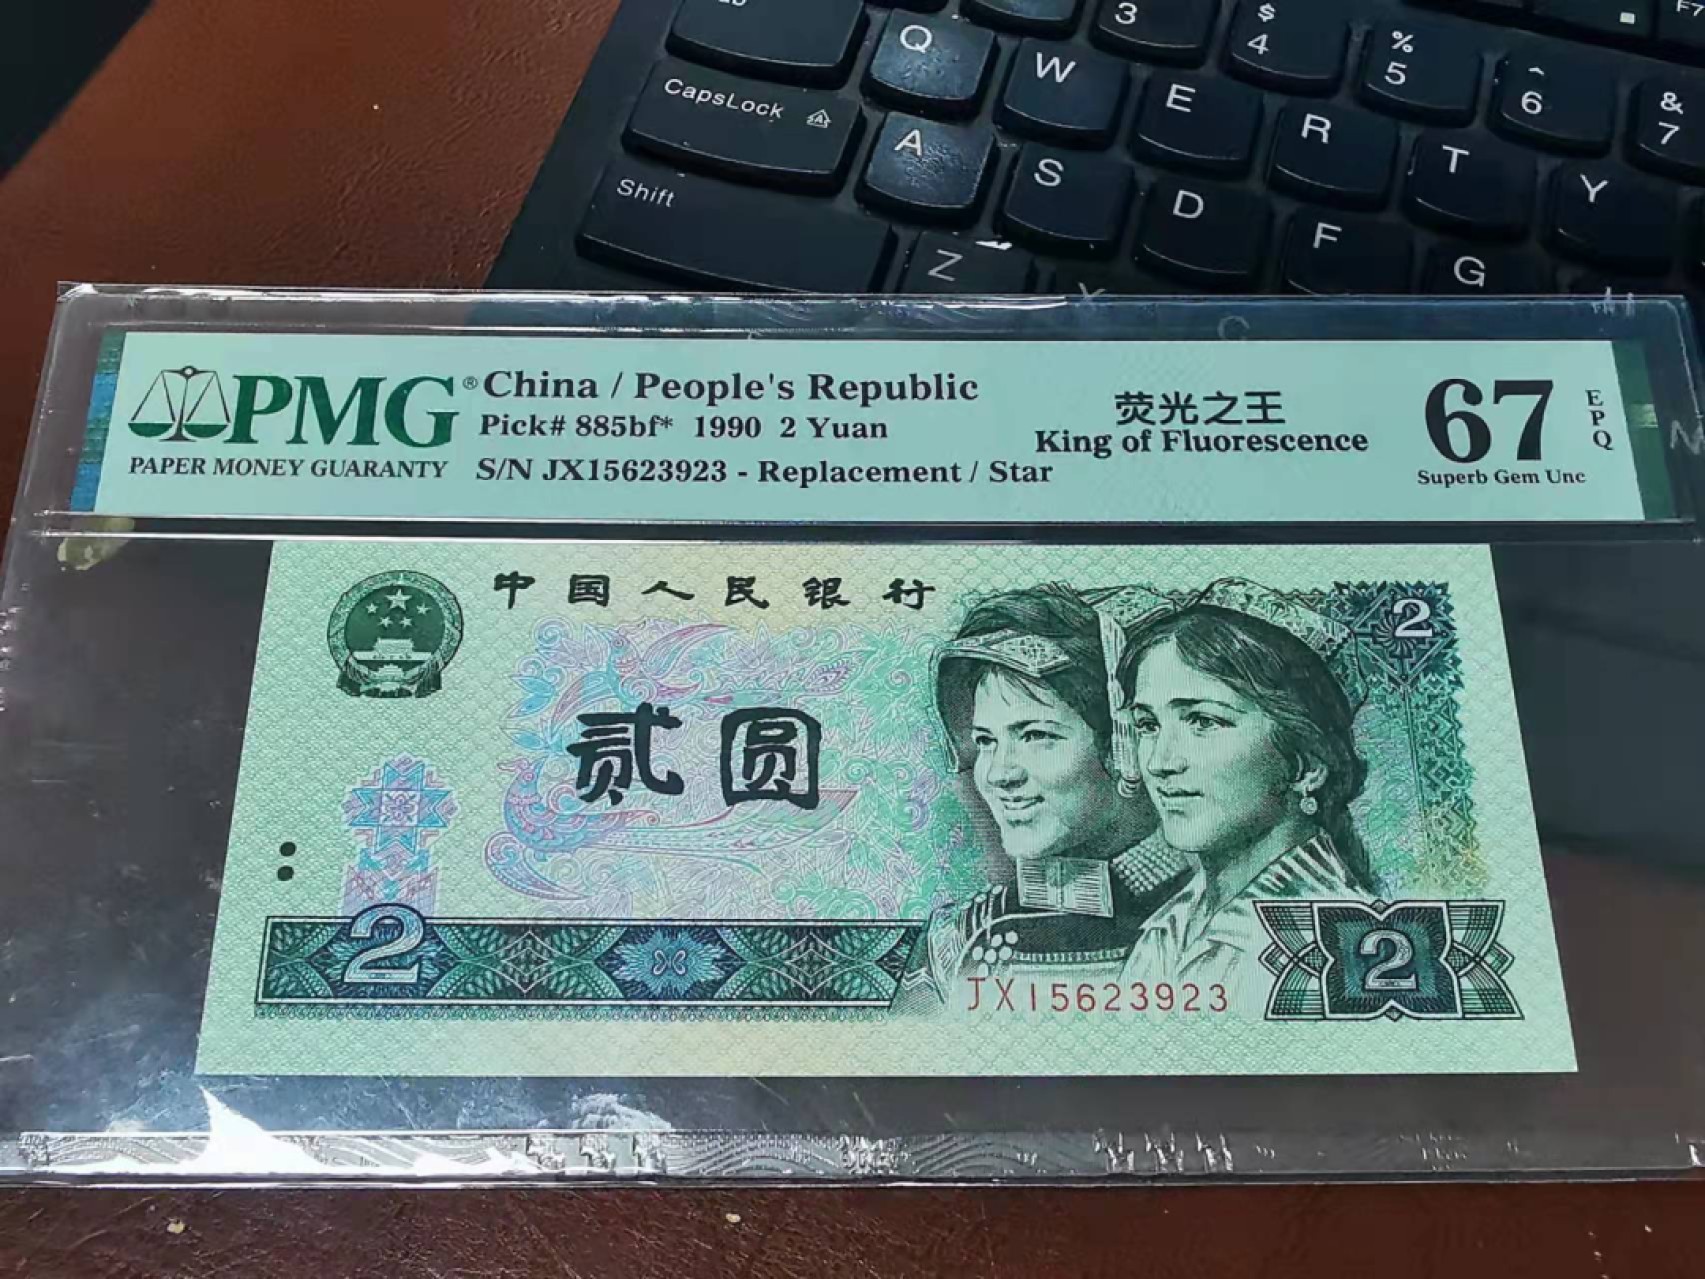 3 $ 4 % 5 ^ 6 & 7 F7
Q W E R T Y
CapsLock A S D F G
Shift Z X C
PMG® China / People's Republic
Pick# 885bf* 1990 2 Yuan
PAPER MONEY GUARANTY S/N JX15623923 - Replacement / Star
荧光之王
King of Fluorescence
67 EPQ
Superb Gem Unc
中国人民银行
2
贰圆
2
2
JX15623923